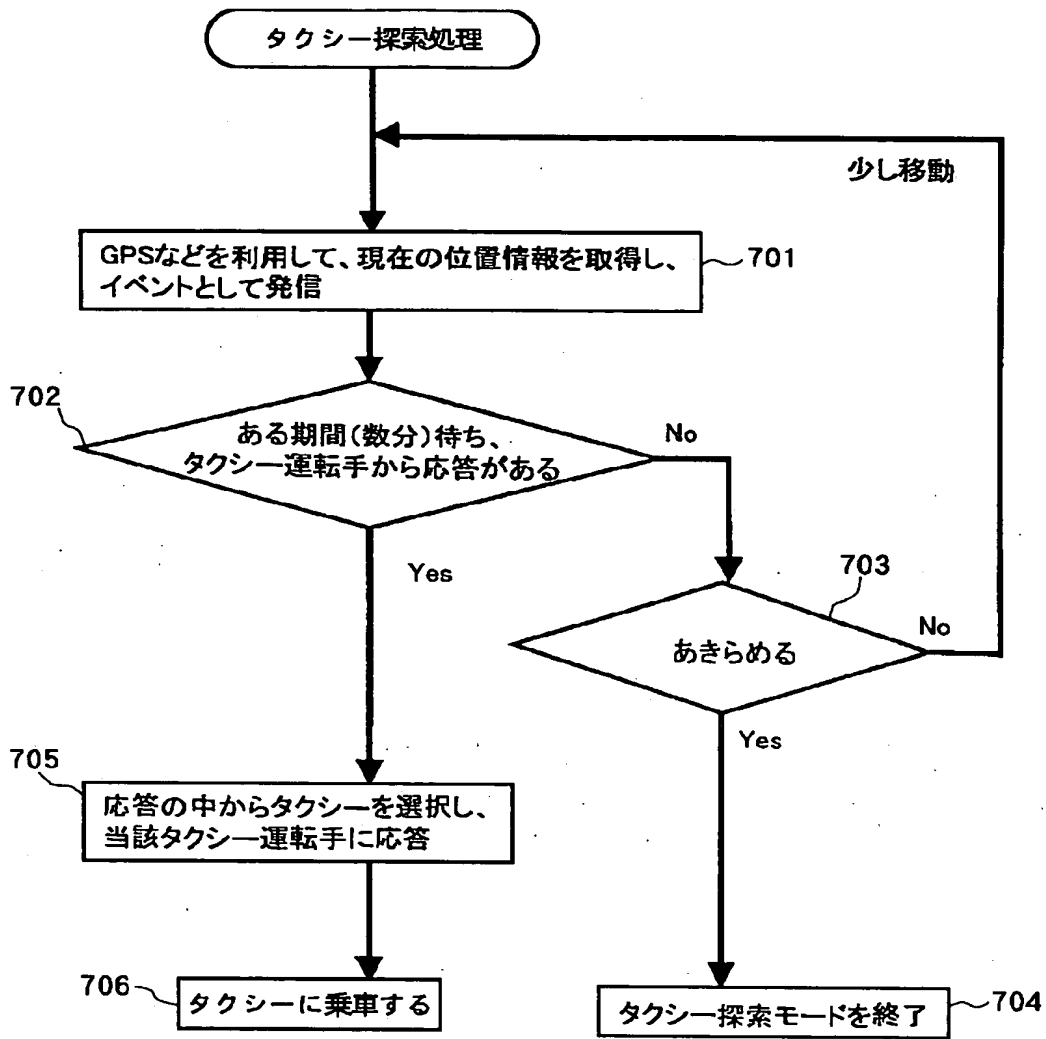 タクシー探索処理
少し移動
GPSなどを利用して、現在の位置情報を取得し、
イベントとして発信
701
702
ある期間(数分)待ち、
タクシー運転手から応答がある
No
Yes
703
あきらめる
No
Yes
705
応答の中からタクシーを選択し、
当該タクシー運転手に応答
706
タクシーに乗車する
タクシー探索モードを終了
704